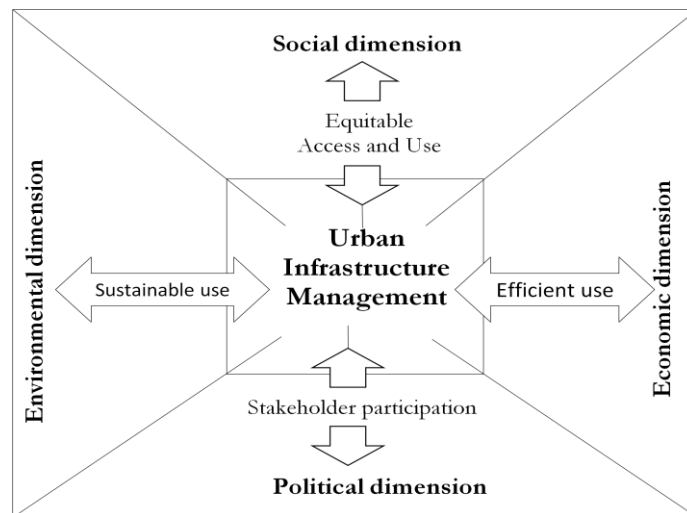 Social dimension
Equitable
Access and Use
Environmental dimension
Sustainable use
Urban
Infrastructure
Management
Efficient use
Economic dimension
Stakeholder participation
Political dimension